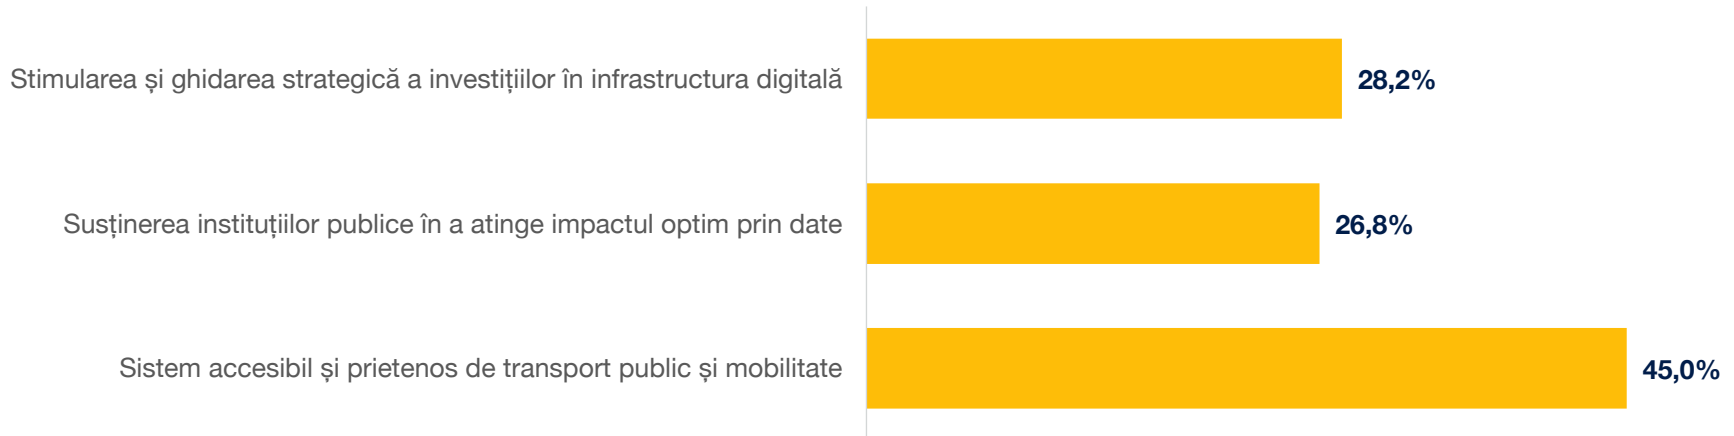 Stimularea și ghidarea strategică a investițiilor în infrastructura digitală 28,2%
Susținerea instituțiilor publice în a atinge impactul optim prin date 26,8%
Sistem accesibil și prietenos de transport public și mobilitate 45,0%